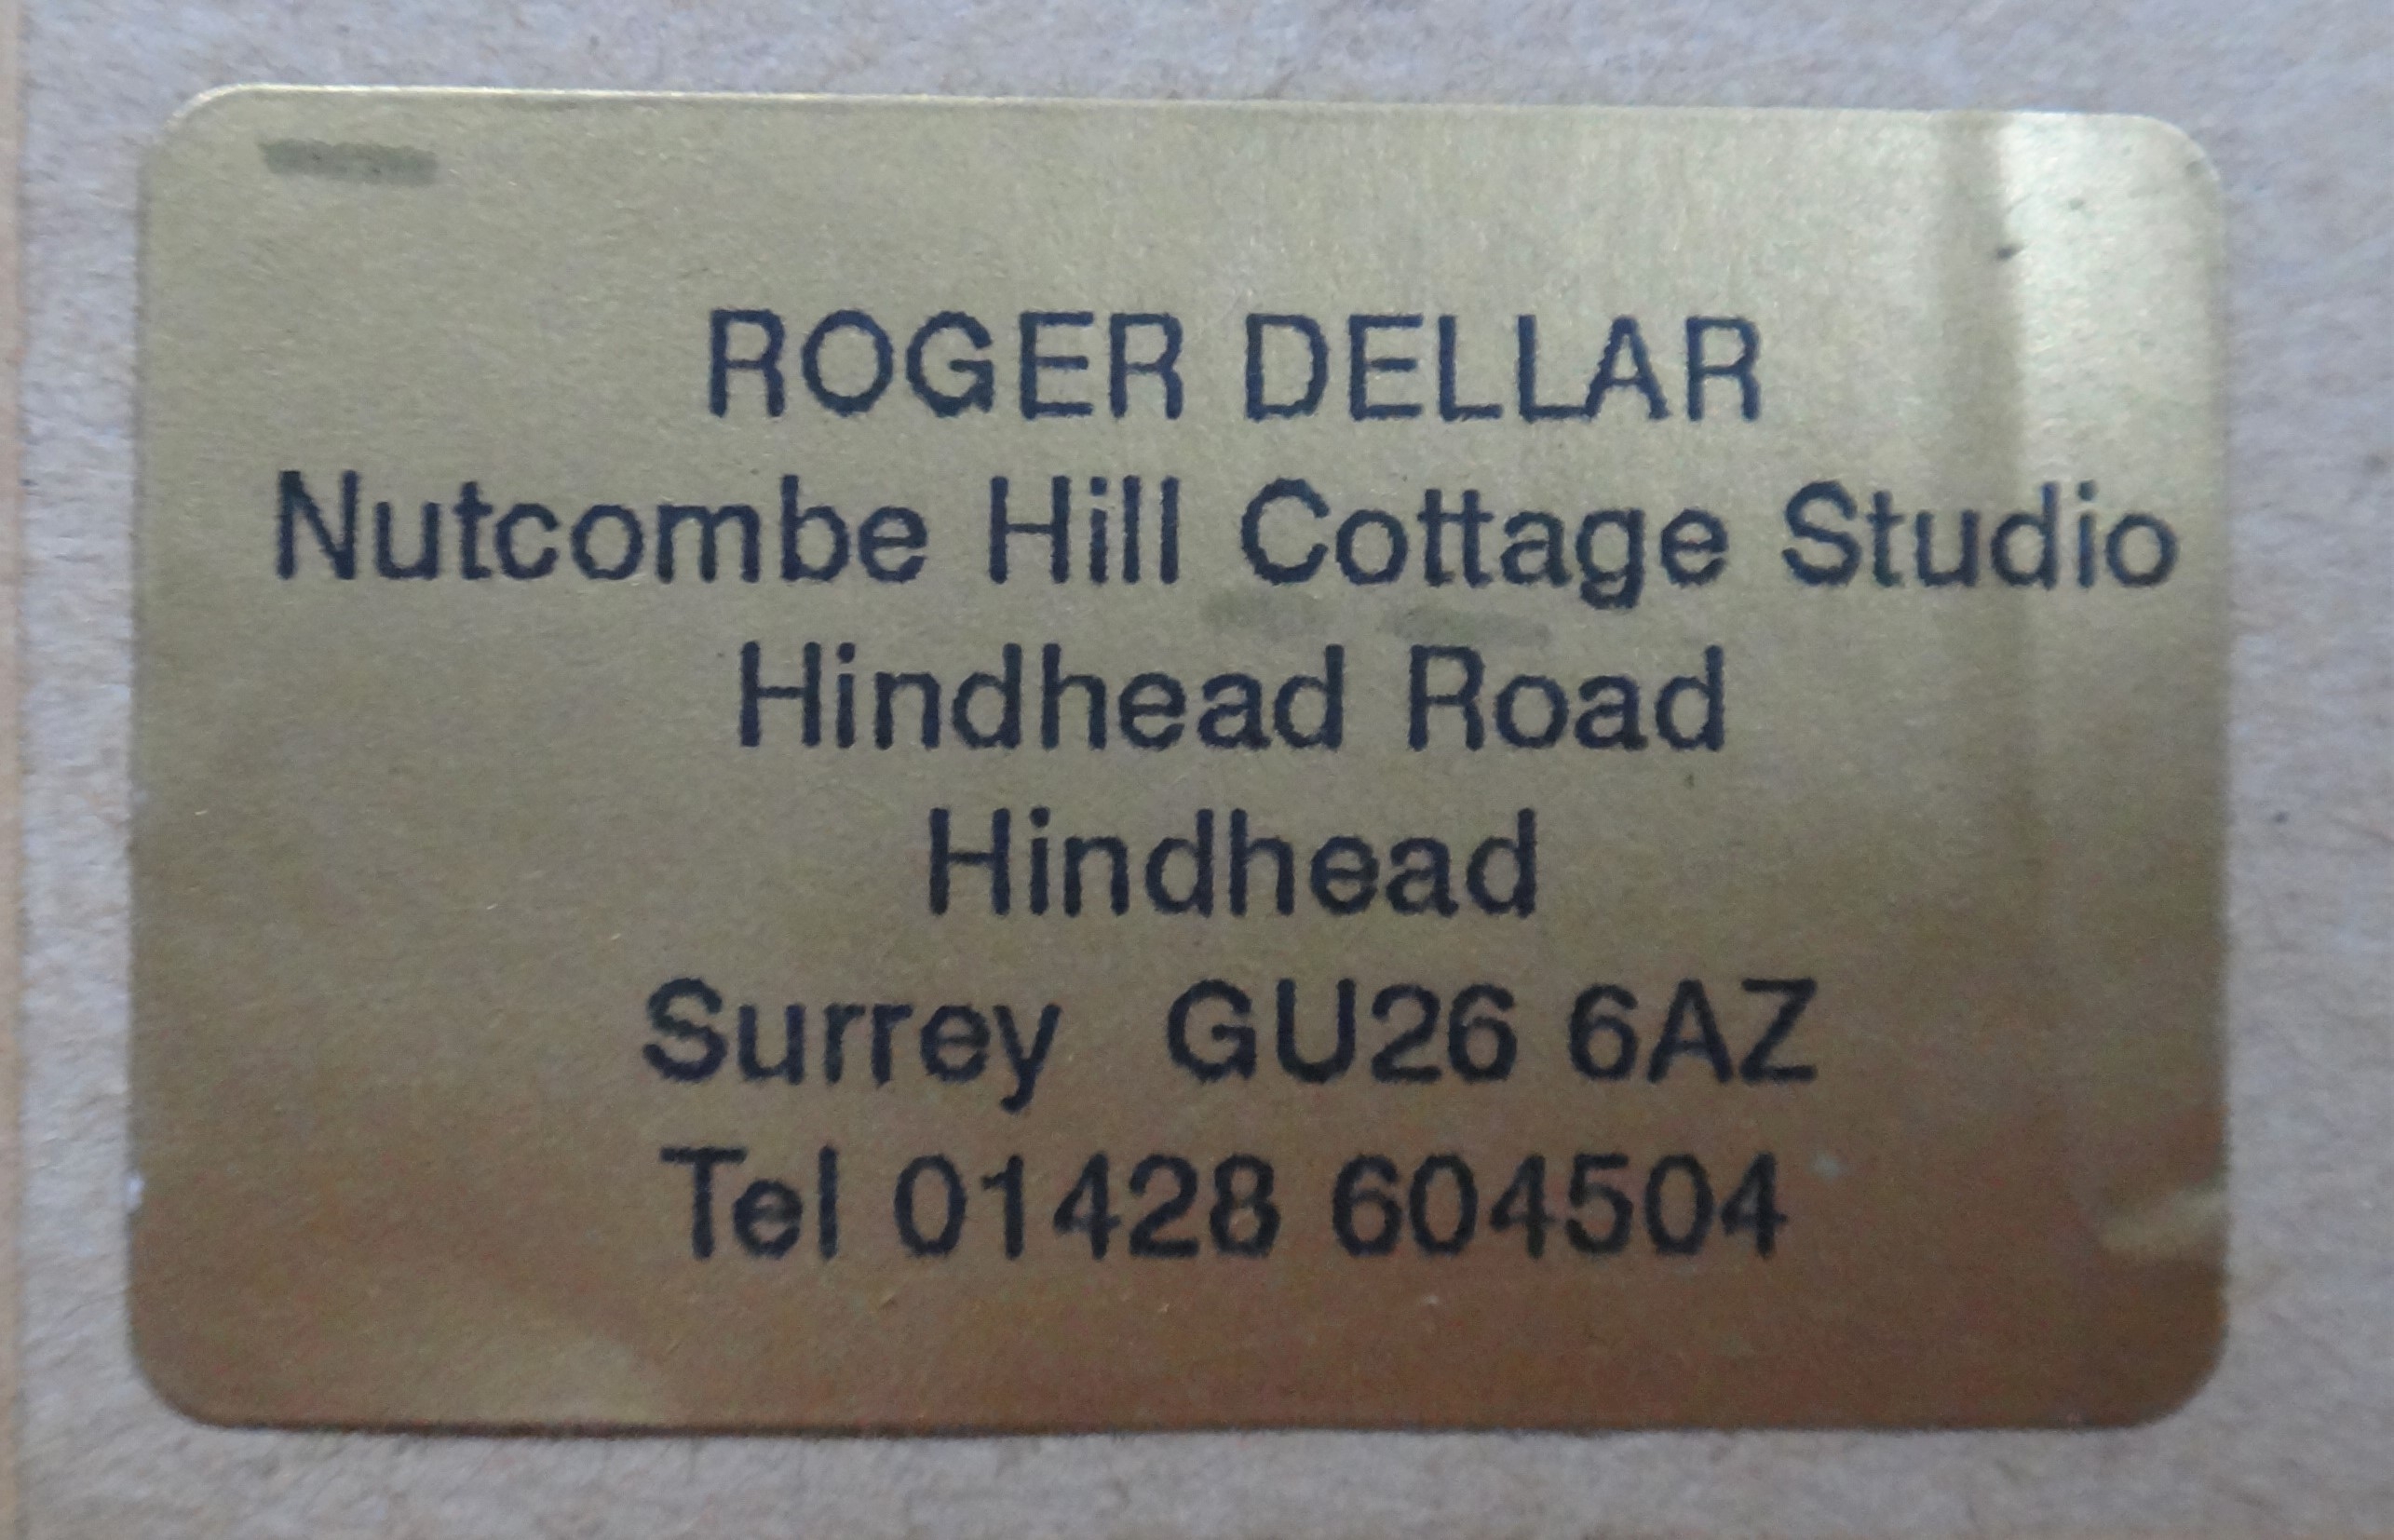 ROGER DELLAR
Nutcombe Hill Cottage Studio
Hindhead Road
Hindhead
Surrey  GU26 6AZ
Tel 01428 604504